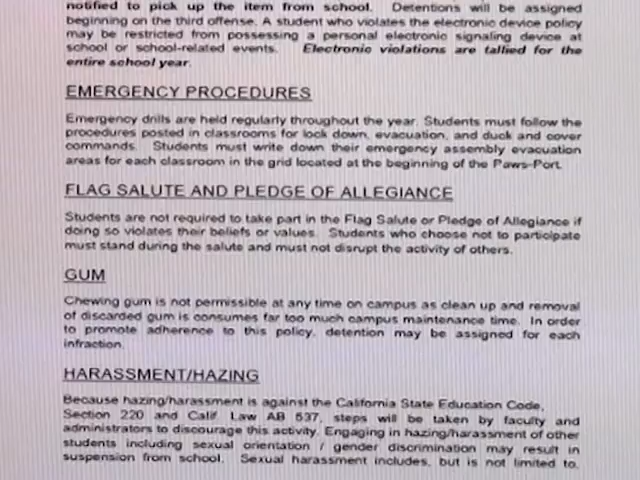 notified to pick up the item from school. Detentions will be assigned
beginning on the third offense. A student who violates the electronic device policy
may be restricted from possessing a personal electronic signaling device at
school or school-related events. Electronic violations are tallied for the
entire school year.
EMERGENCY PROCEDURES
Emergency drills are held regularly throughout the year. Students must follow the
procedures posted in classrooms for lock down, evacuation, and duck and cover
commands. Students must write down their emergency assembly evacuation
areas for each classroom in the grid located at the beginning of the Paws-Port.
FLAG SALUTE AND PLEDGE OF ALLEGIANCE
Students are not required to take part in the Flag Salute or Pledge of Allegiance if
doing so violates their beliefs or values. Students who choose not to participate
must stand during the salute and must not disrupt the activity of others.
GUM
Chewing gum is not permissible at any time on campus as clean up and removal
of discarded gum is consumes far too much campus maintenance time. In order
to promote adherence to this policy, detention may be assigned for each
infraction.
HARASSMENT/HAZING
Because hazing/harassment is against the California State Education Code,
Section 220 and Calif. Law AB 537, steps will be taken by faculty and
administrators to discourage this activity. Engaging in hazing/harassment of other
students including sexual orientation / gender discrimination may result in
suspension from school. Sexual harassment includes, but is not limited to,